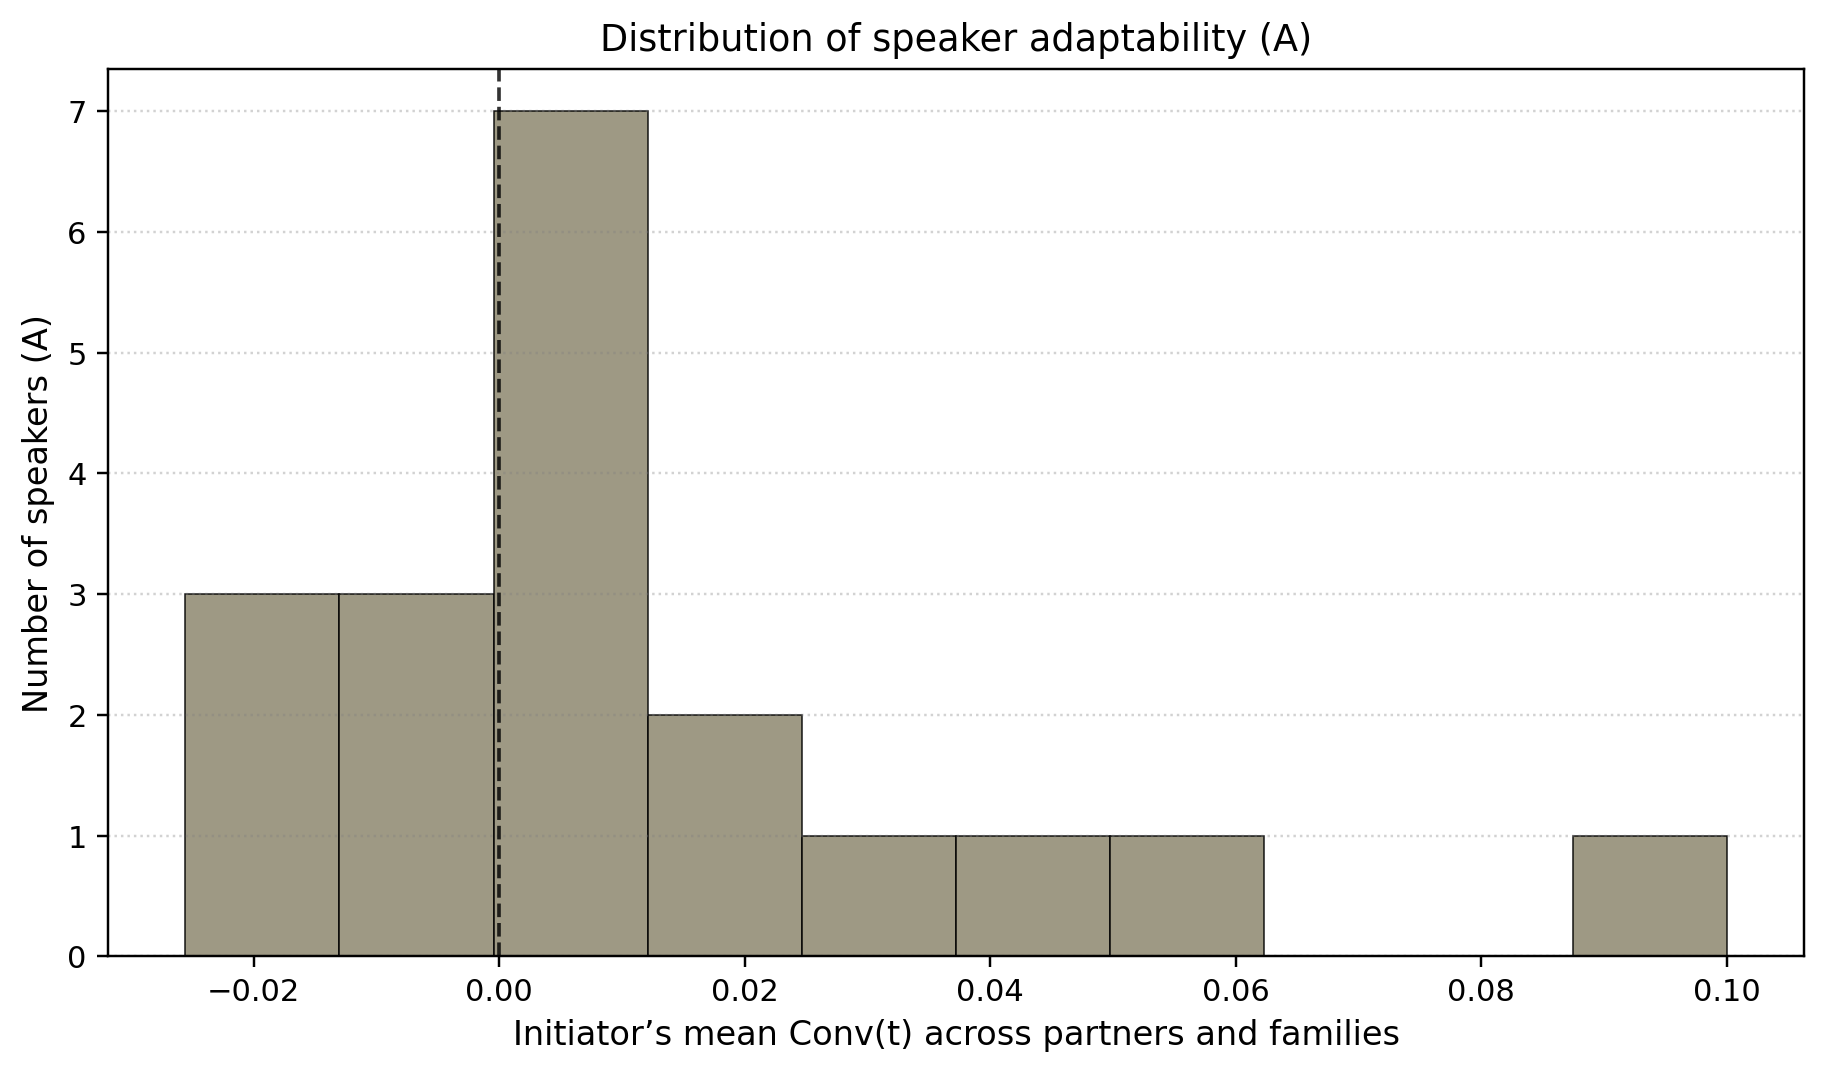 Distribution of speaker adaptability (A)
Number of speakers (A)
7
6
5
4
3
2
1
0
−0.02 0.00 0.02 0.04 0.06 0.08 0.10
Initiator’s mean Conv(t) across partners and families